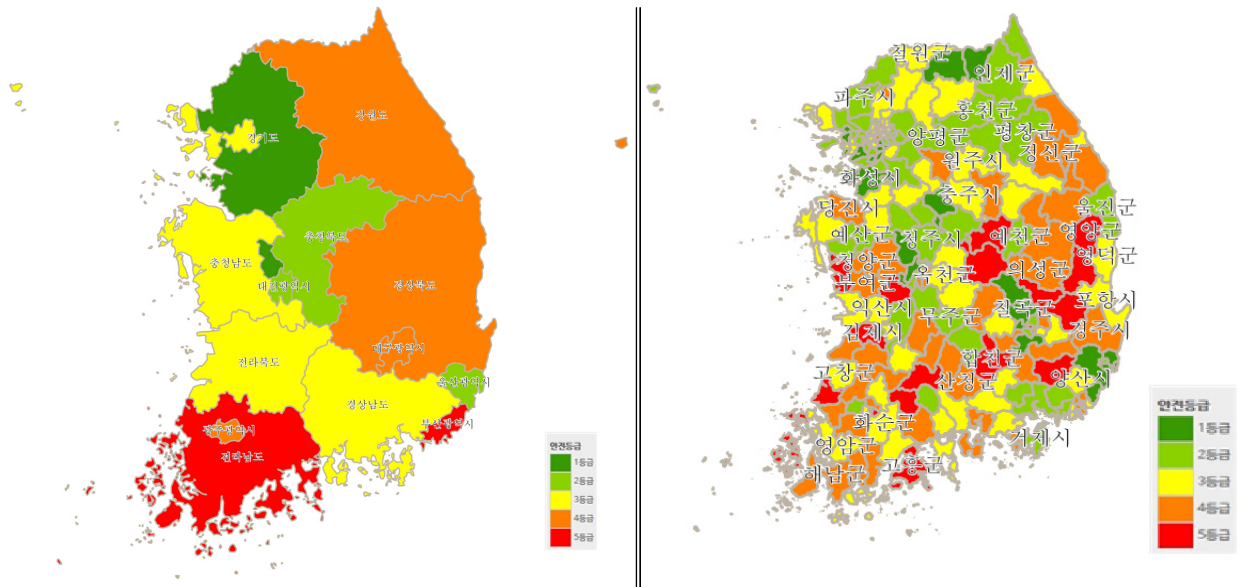 강원도
경기도
충청북도
충청남도
대전광역시
경상북도
대구광역시
전라북도
울산광역시
경상남도
부산광역시
광주광역시
전라남도
안전등급
1등급
2등급
3등급
4등급
5등급
철원군
인제군
파주시
홍천군
양평군
평창군
정선군
원주시
화성시
충주시
당진시
울진군
예산군
청주시
예천군
영양군
청양군
옥천군
의성군
영덕군
부여군
익산시
무주군
칠곡군
포항시
김제시
경주시
합천군
고창군
산청군
양산시
화순군
거제시
영암군
고흥군
해남군
안전등급
1등급
2등급
3등급
4등급
5등급